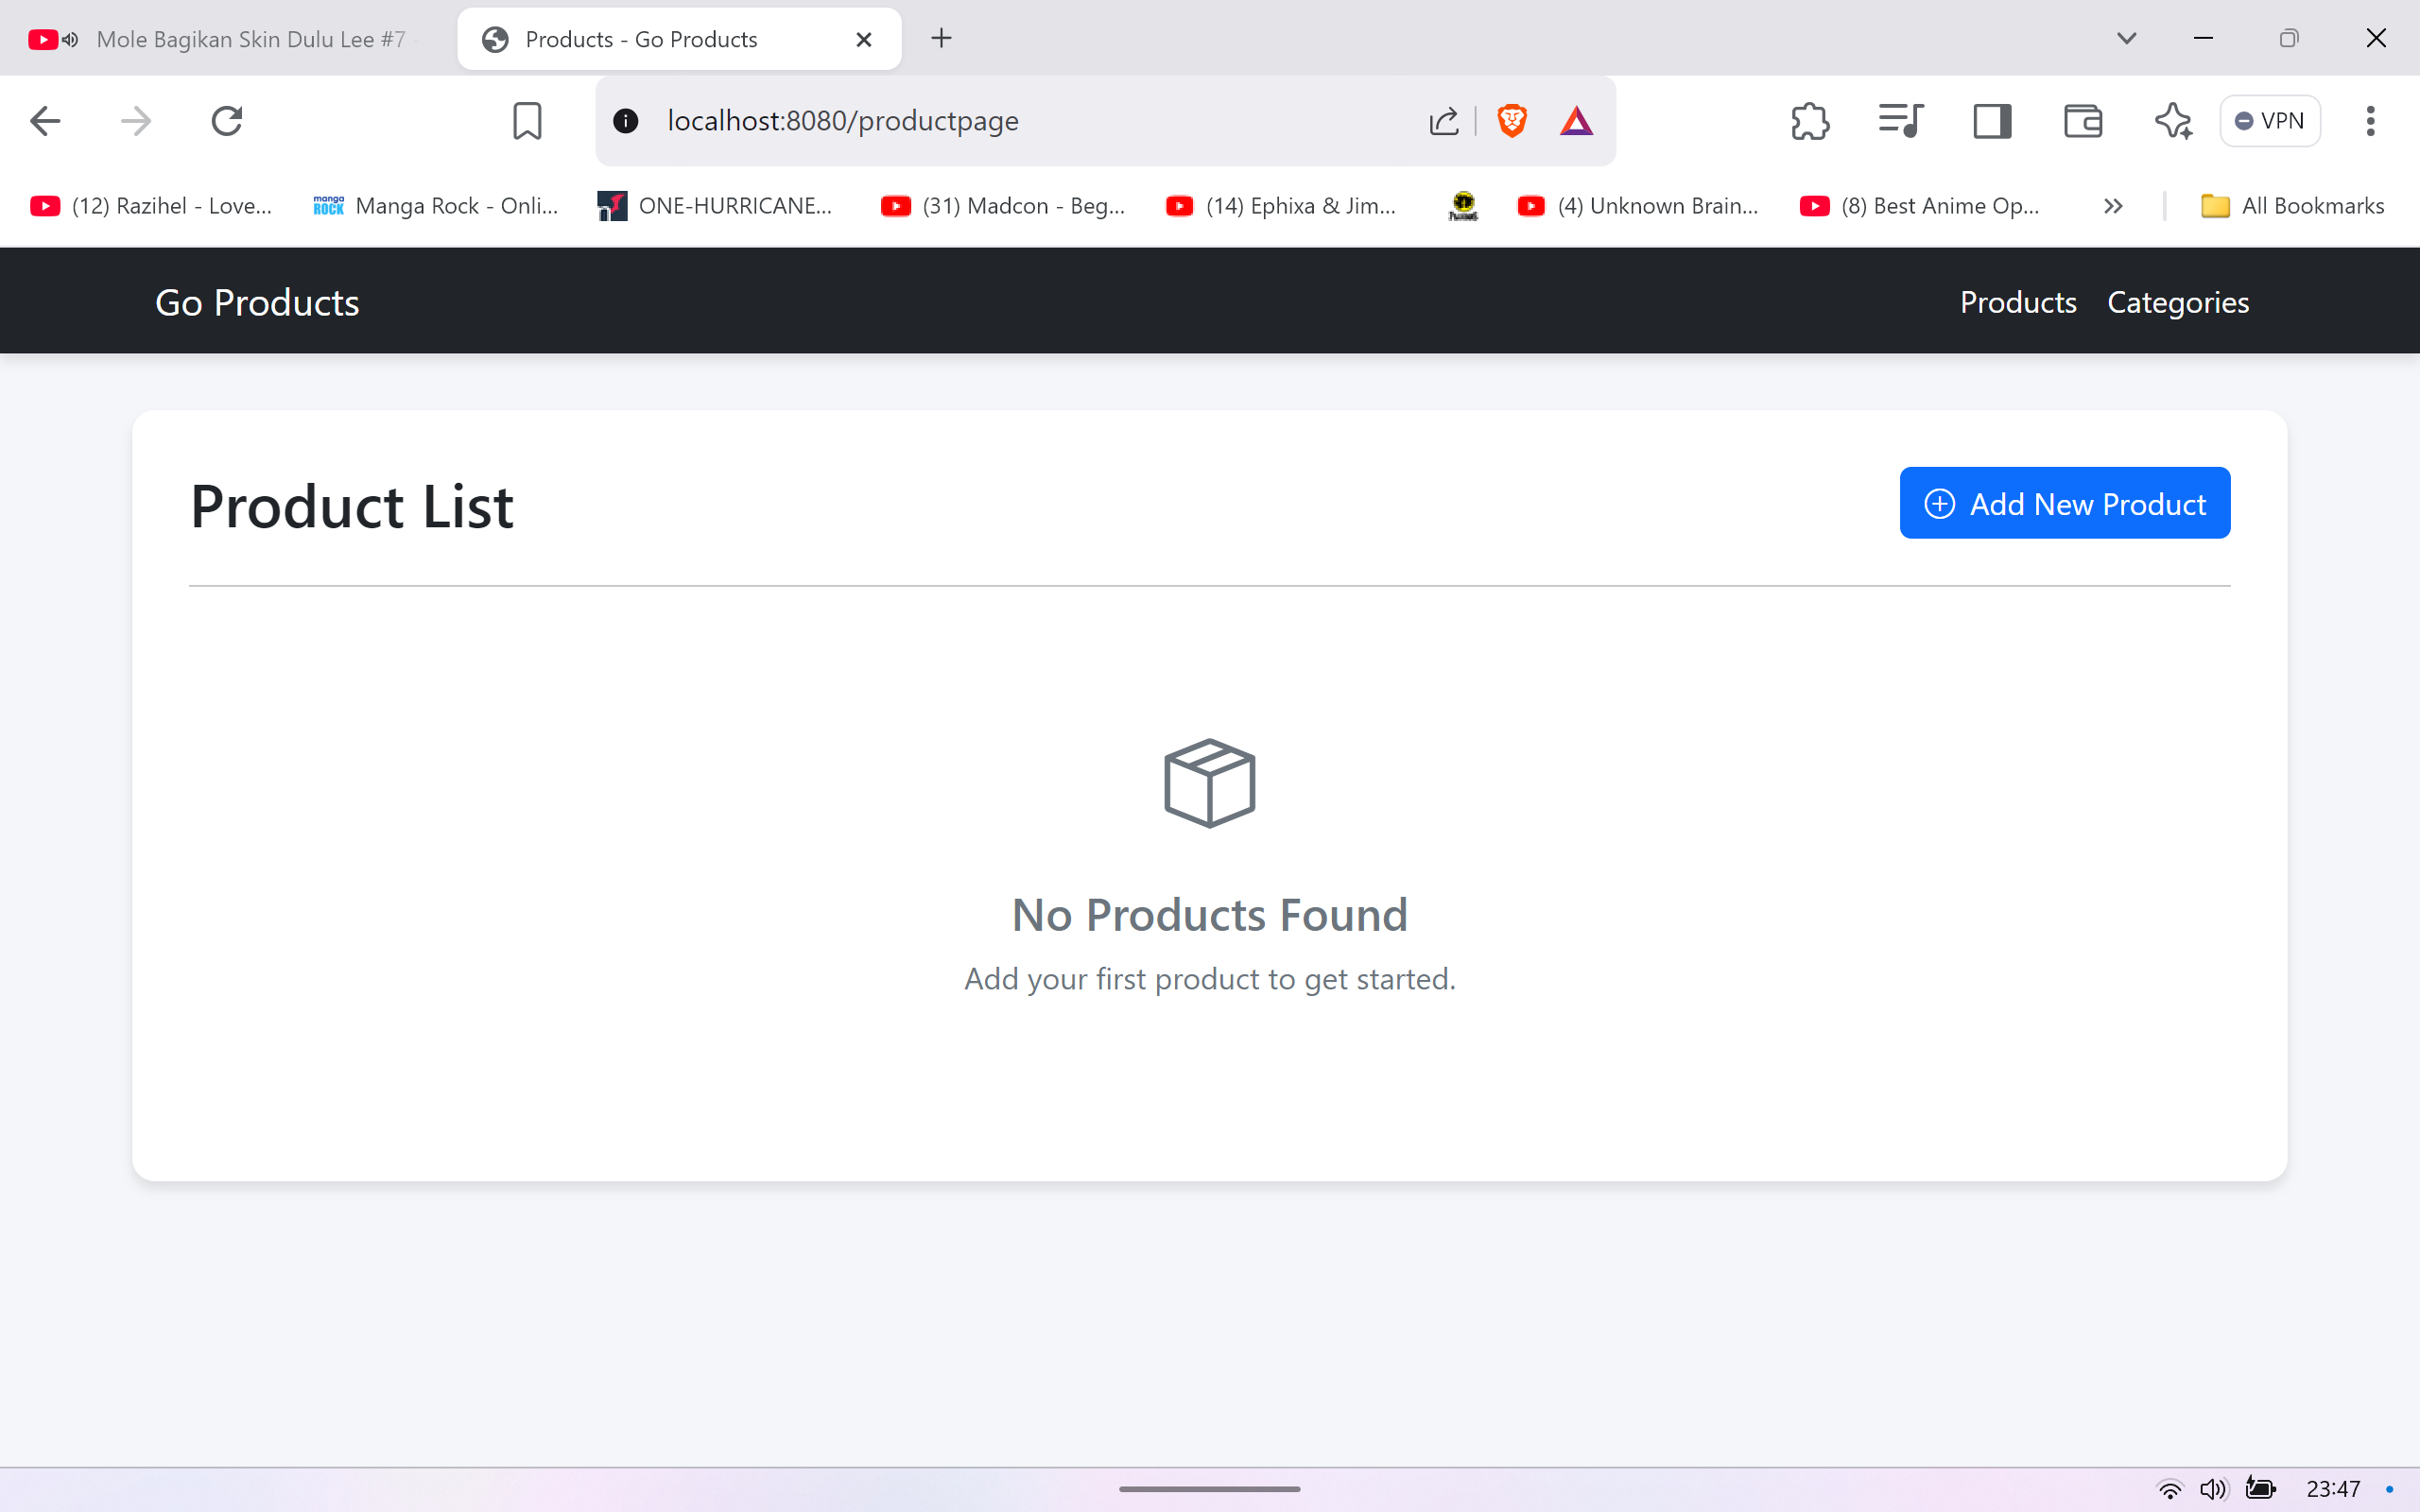 Mole Bagikan Skin Dulu Lee #7
Products - Go Products
localhost:8080/productpage
VPN
(12) Razihel - Love...
manga ROCK
Manga Rock - Onli...
ONE-HURRICANE...
(31) Madcon - Beg...
(14) Ephixa & Jim...
(4) Unknown Brain...
(8) Best Anime Op...
All Bookmarks
Go Products
Products
Categories
Product List
Add New Product
No Products Found
Add your first product to get started.
23:47